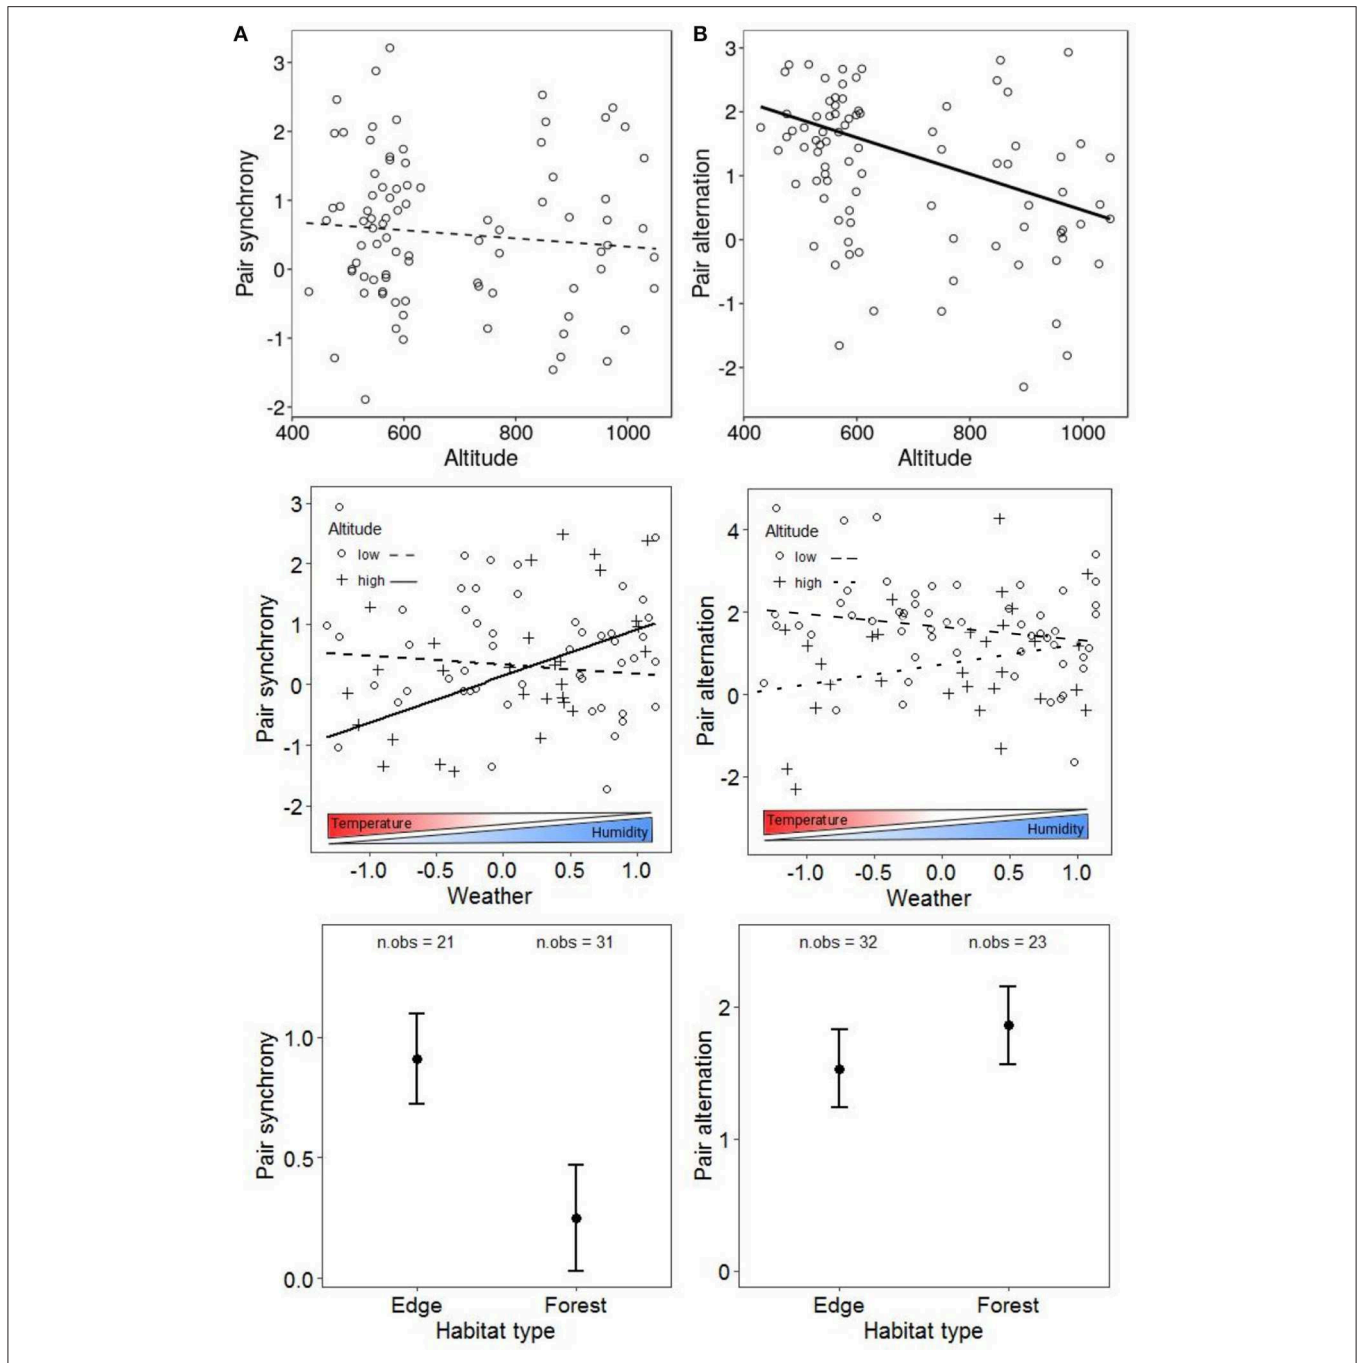 A
B
3
2
1
0
-1
-2
400 600 800 1000
Altitude
Pair synchrony
3
2
1
0
-1
-2
400 600 800 1000
Altitude
Pair alternation
3
2
1
0
-1
-2
Altitude
low
high
Temperature
Humidity
-1.0 -0.5 0.0 0.5 1.0
Weather
Pair synchrony
4
2
0
-2
Altitude
low
high
Temperature
Humidity
-1.0 -0.5 0.0 0.5 1.0
Weather
Pair alternation
n.obs = 21 n.obs = 31
1.0
0.5
0.0
Edge Forest
Habitat type
Pair synchrony
n.obs = 32 n.obs = 23
2
1
0
Edge Forest
Habitat type
Pair alternation